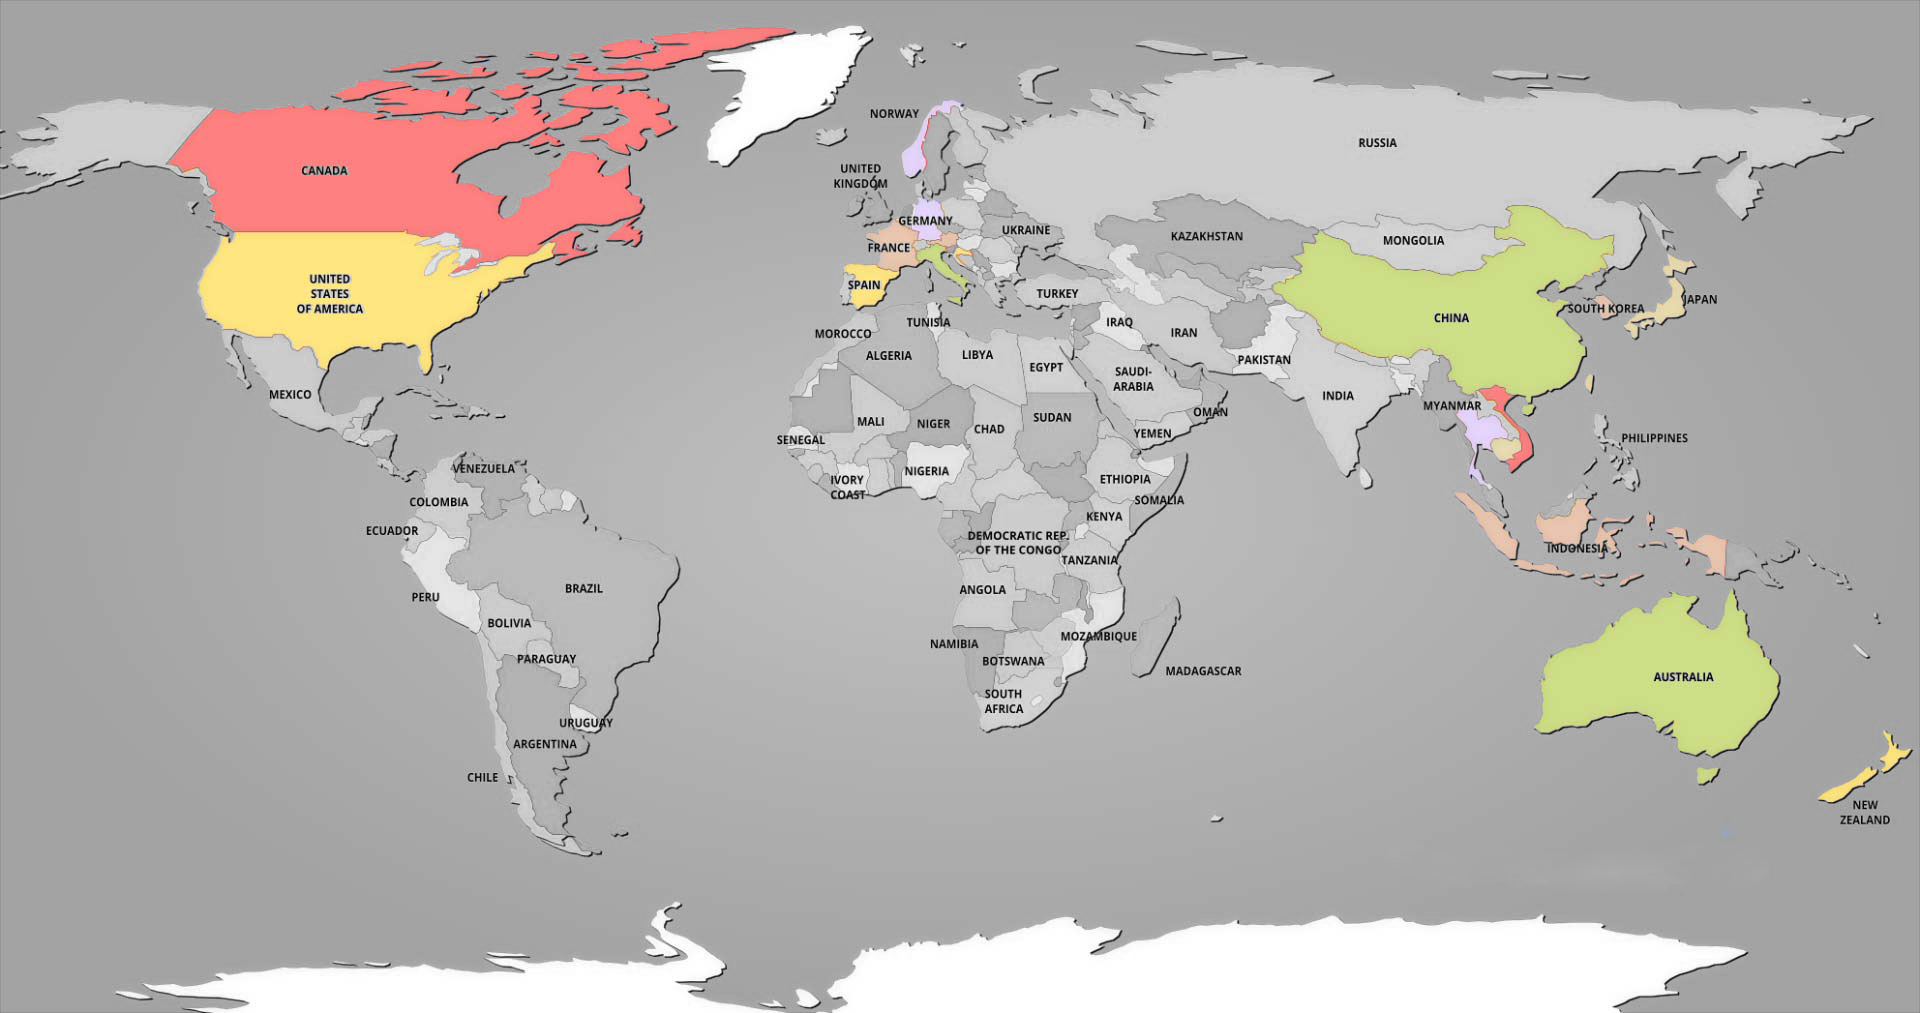 NORWAY
RUSSIA
CANADA
UNITED
KINGDOM
GERMANY
UKRAINE
KAZAKHSTAN
MONGOLIA
FRANCE
UNITED
STATES
OF AMERICA
SPAIN
TURKEY
JAPAN
SOUTH KOREA
CHINA
TUNISIA
IRAQ
MOROCCO
IRAN
ALGERIA
LIBYA
PAKISTAN
EGYPT
SAUDI-
ARABIA
MEXICO
INDIA
MYANMAR
OMAN
SUDAN
MALI
NIGER
CHAD
YEMEN
PHILIPPINES
SENEGAL
VENEZUELA
NIGERIA
IVORY
COAST
ETHIOPIA
SOMALIA
COLOMBIA
KENYA
ECUADOR
DEMOCRATIC REP.
OF THE CONGO
INDONESIA
TANZANIA
BRAZIL
ANGOLA
PERU
BOLIVIA
MOZAMBIQUE
NAMIBIA
PARAGUAY
BOTSWANA
MADAGASCAR
AUSTRALIA
SOUTH
AFRICA
URUGUAY
ARGENTINA
CHILE
NEW
ZEALAND